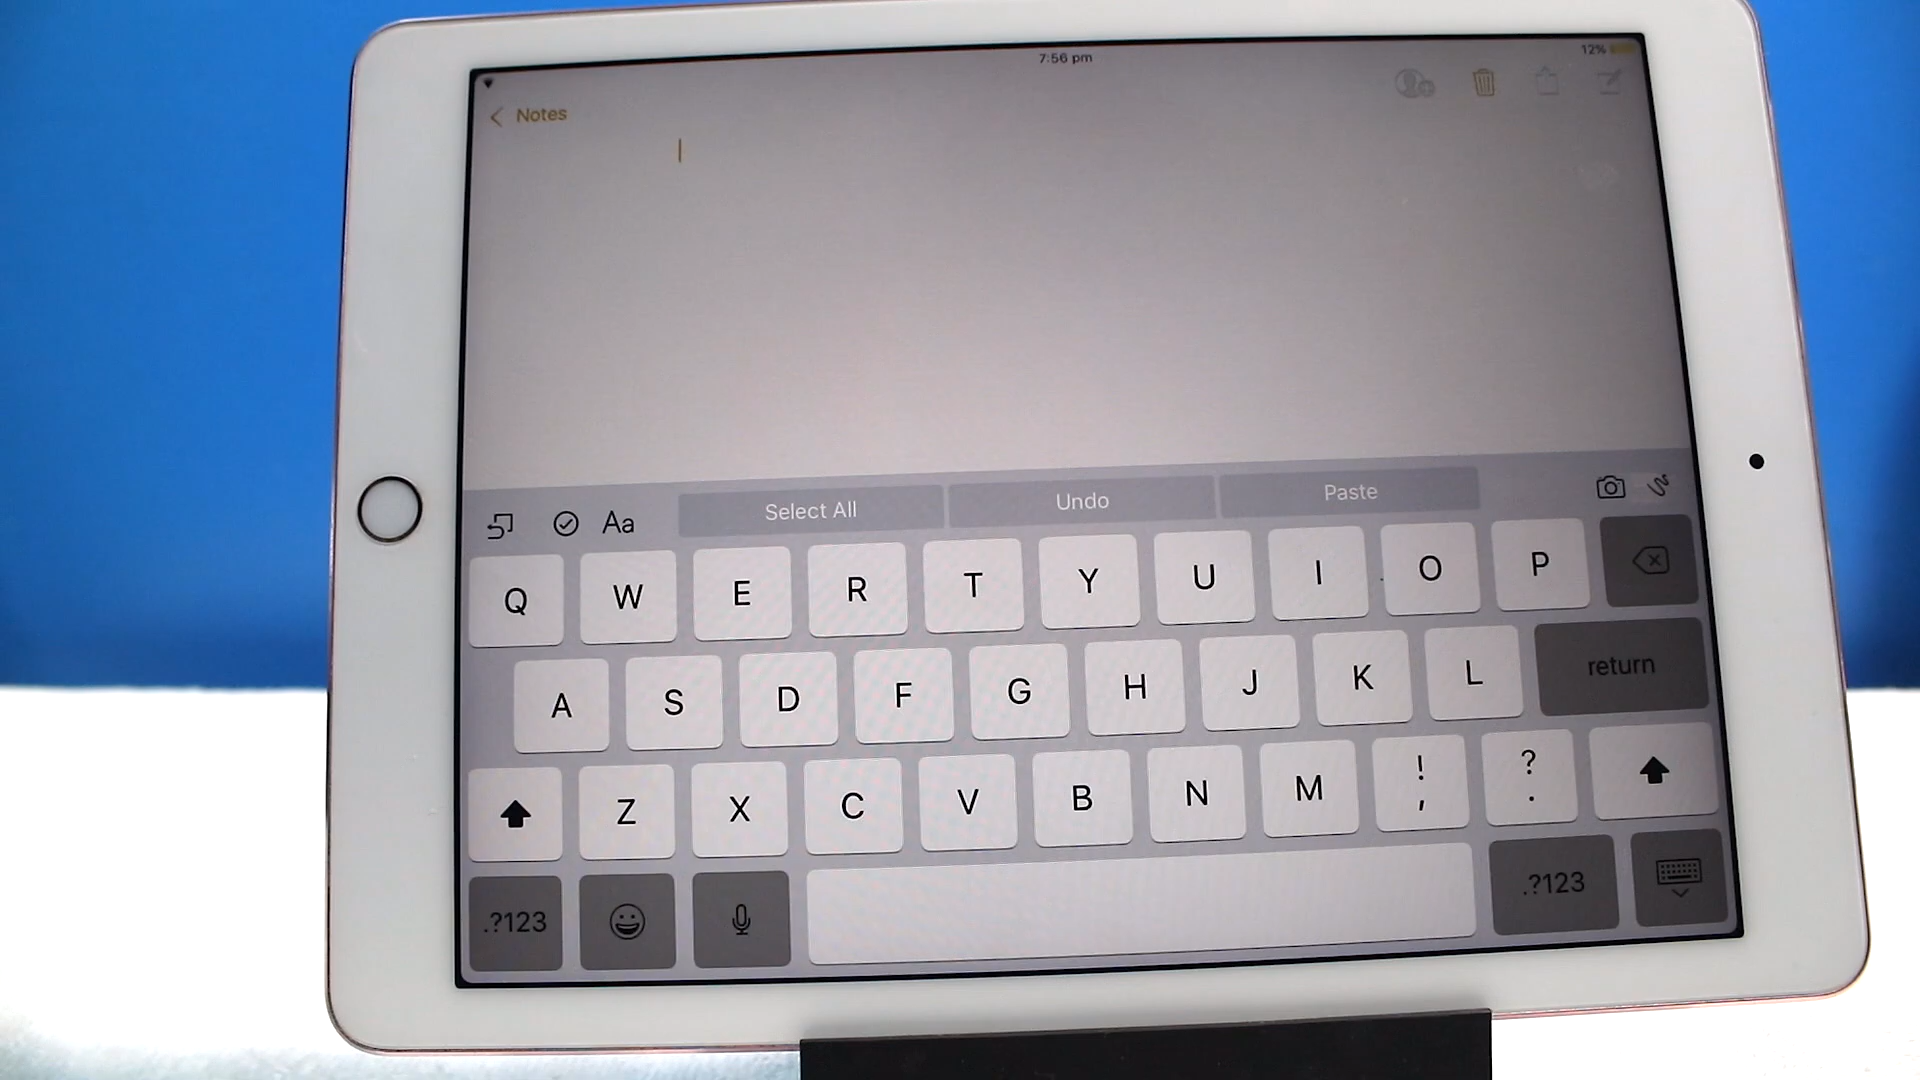 7:56 pm
12%
Notes
Select All
Undo
Paste
Aa
Q W E R T Y U I O P
A S D F G H J K L return
Z X C V B N M ! , ? .
.?123 .?123